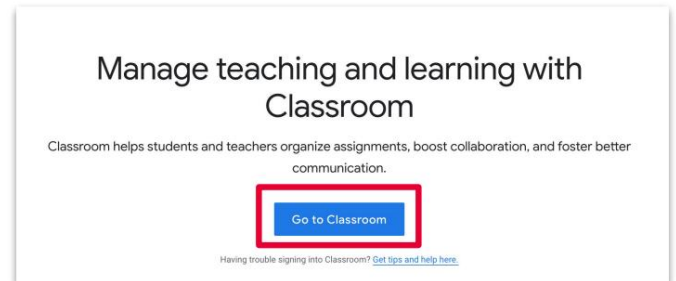 Manage teaching and learning with
Classroom
Classroom helps students and teachers organize assignments, boost collaboration, and foster better
communication.
Go to Classroom
Having trouble signing into Classroom? Get tips and help here.